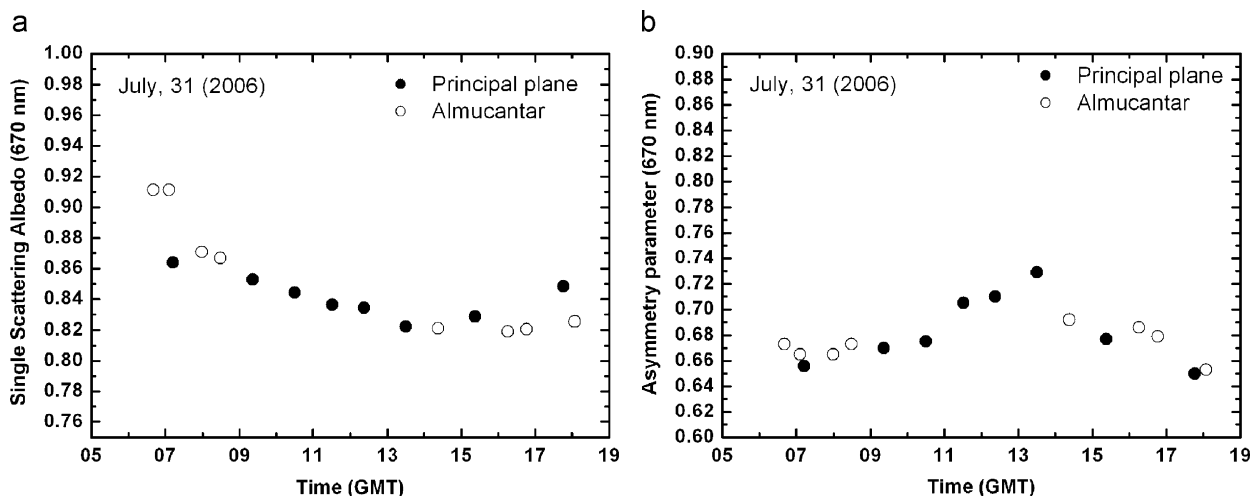 a
Single Scattering Albedo (670 nm)
1.00
0.98
0.96
0.94
0.92
0.90
0.88
0.86
0.84
0.82
0.80
0.78
0.76
July, 31 (2006)
Principal plane
Almucantar
05 07 09 11 13 15 17 19
Time (GMT)
b
Asymmetry parameter (670 nm)
0.90
0.88
0.86
0.84
0.82
0.80
0.78
0.76
0.74
0.72
0.70
0.68
0.66
0.64
0.62
0.60
July, 31 (2006)
Principal plane
Almucantar
05 07 09 11 13 15 17 19
Time (GMT)